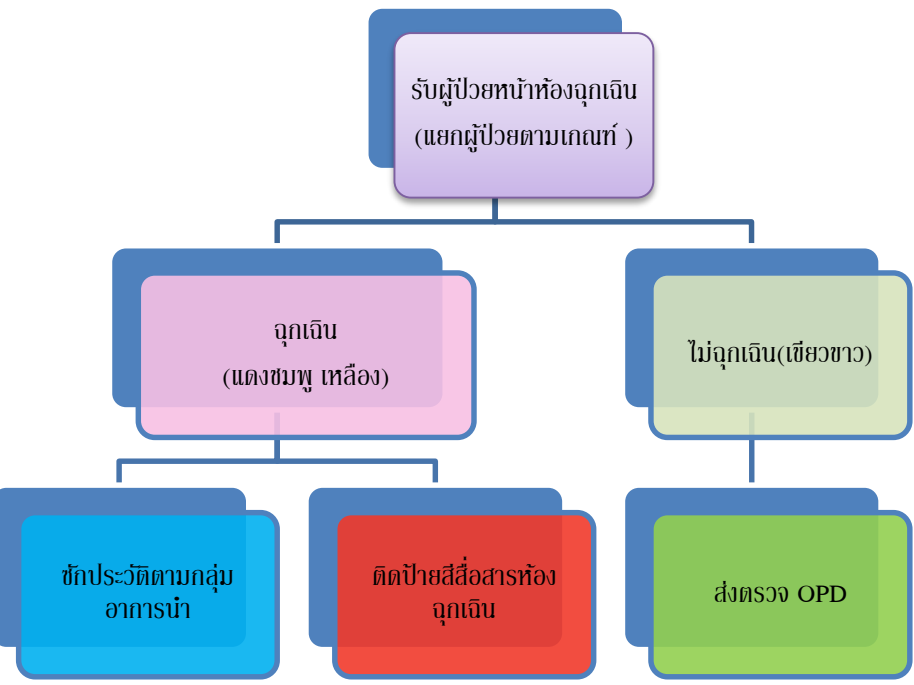 รับผู้ป่วยหน้าห้องฉุกเฉิน
(แยกผู้ป่วยตามเกณฑ์ )
ฉุกเฉิน
(แดงชมพู เหลือง)
ไม่ฉุกเฉิน(เขียวขาว)
ซักประวัติตามกลุ่ม
อาการนำ
ติดป้ายสีสื่อสารห้อง
ฉุกเฉิน
ส่งตรวจ OPD